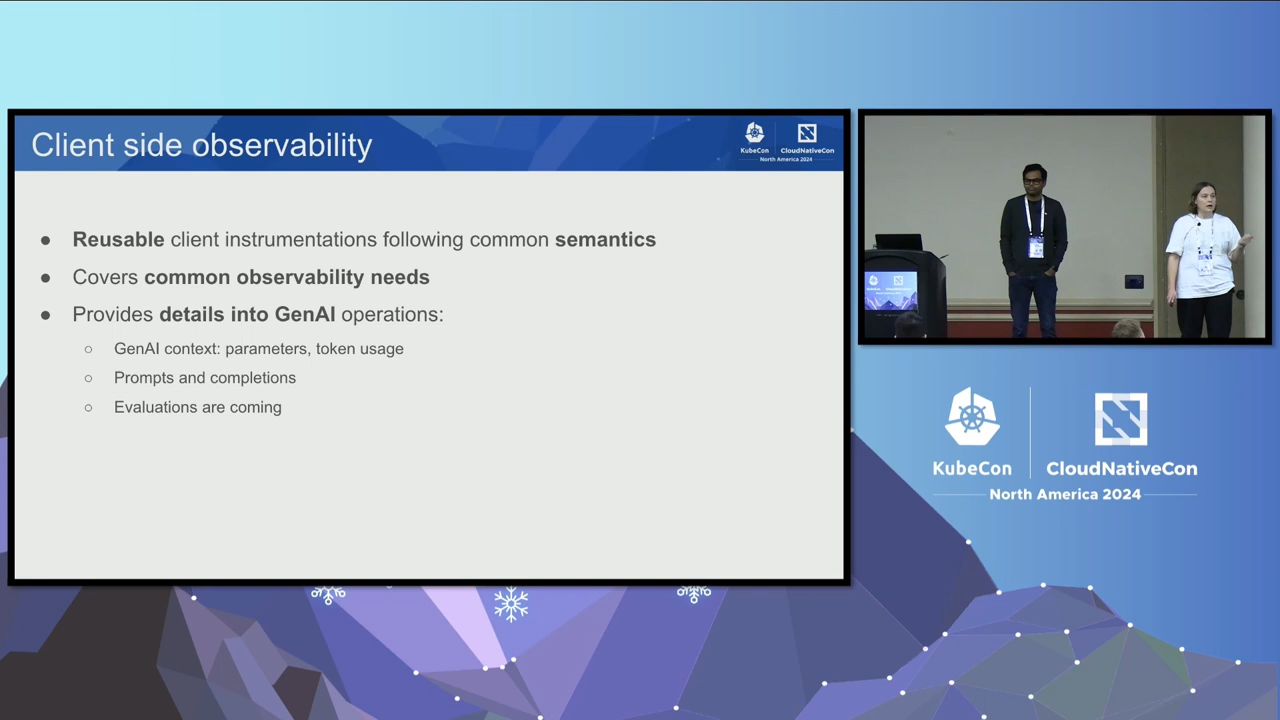 Client side observability
KubeCon
CloudNativeCon
North America 2024
● Reusable client instrumentations following common semantics
● Covers common observability needs
● Provides details into GenAI operations:
○ GenAI context: parameters, token usage
○ Prompts and completions
○ Evaluations are coming
KubeCon
CloudNativeCon
North America 2024